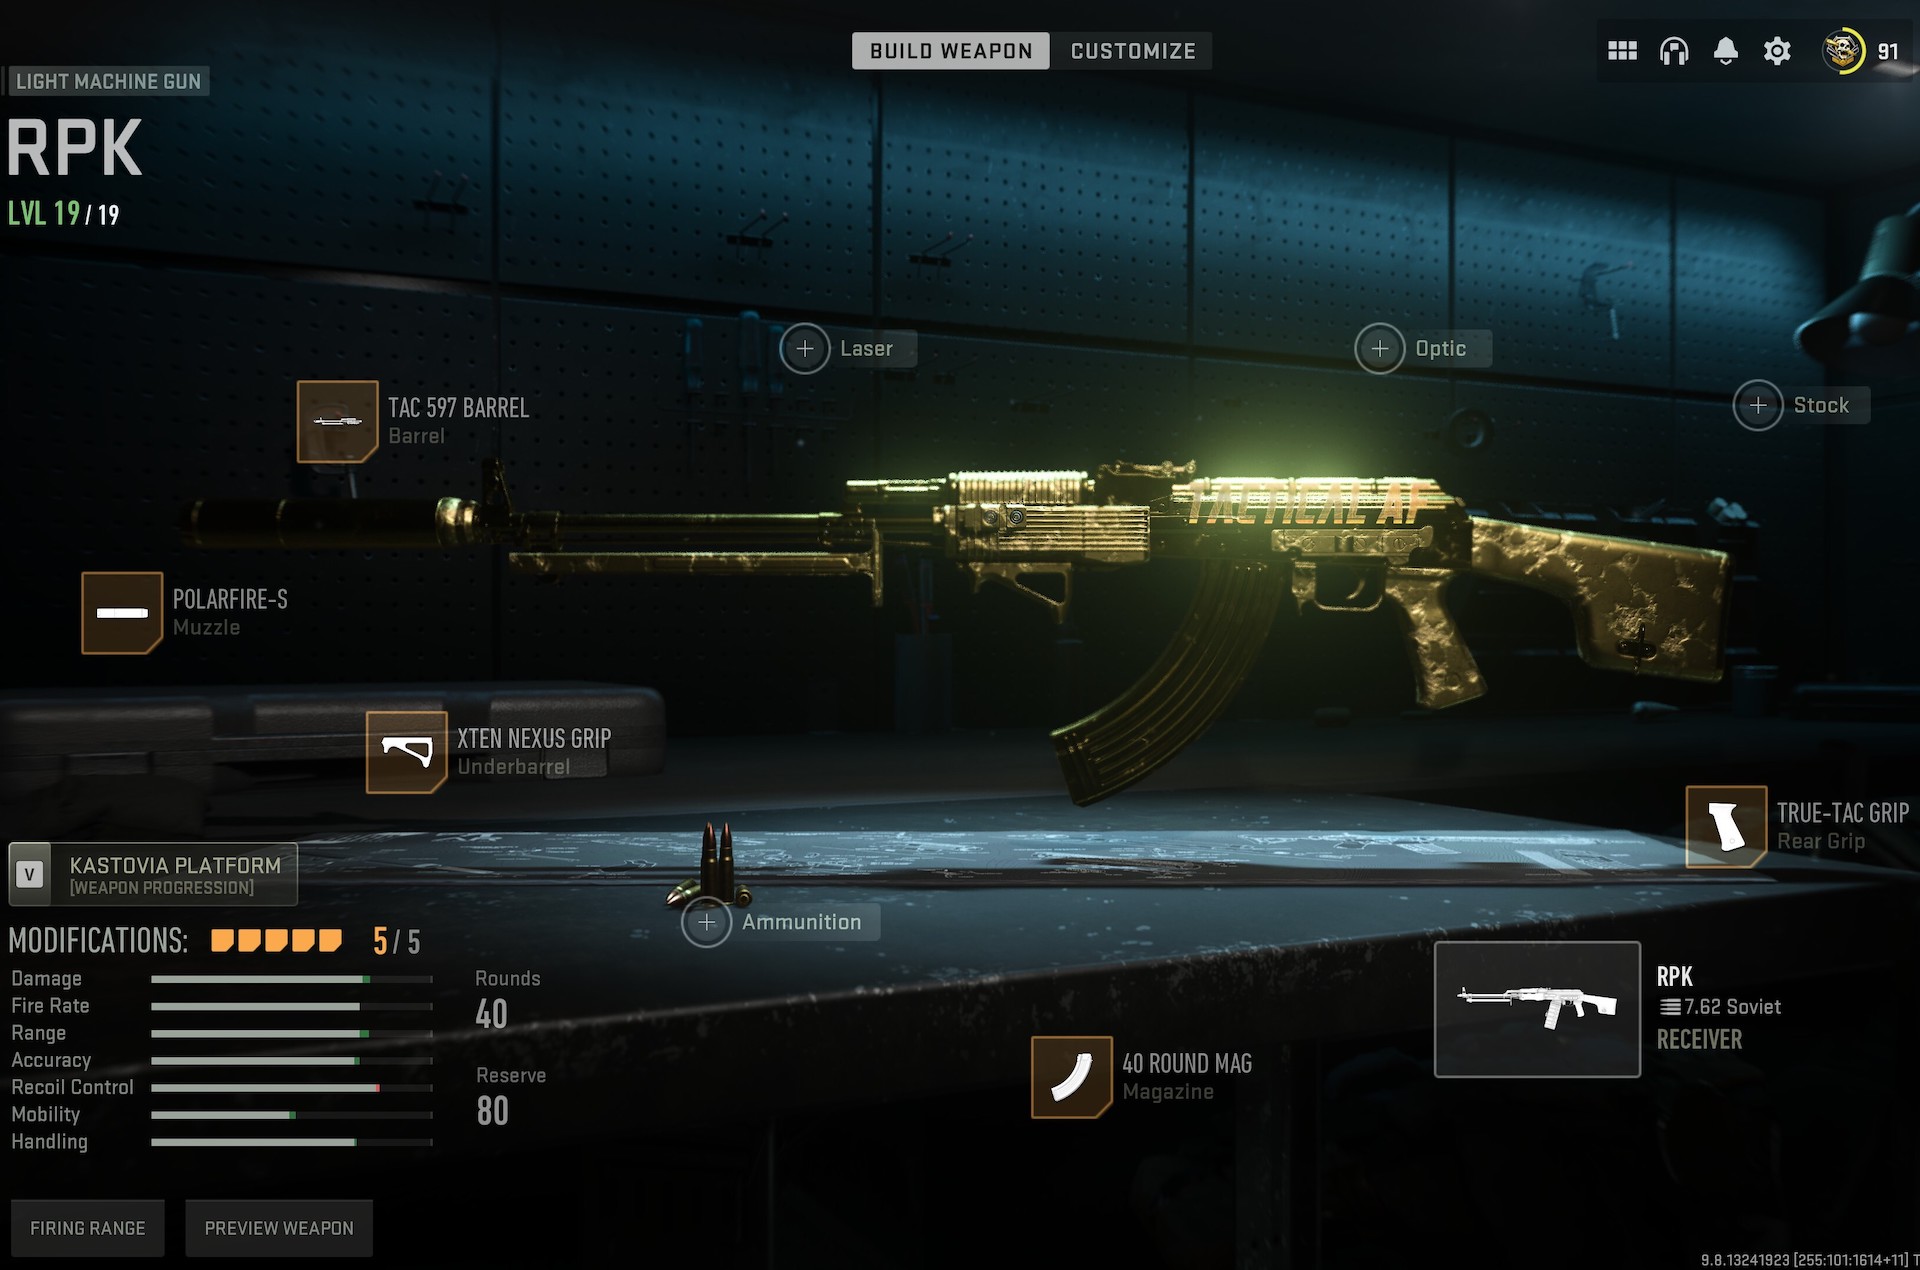 BUILD WEAPON
CUSTOMIZE
91
LIGHT MACHINE GUN
RPK
LVL 19 / 19
Laser
Optic
Stock
TAC 597 BARREL
Barrel
TACTICAL AF
POLARFIRE-S
Muzzle
XTEN NEXUS GRIP
Underbarrel
TRUE-TAC GRIP
Rear Grip
V
KASTOVIA PLATFORM
[WEAPON PROGRESSION]
Ammunition
MODIFICATIONS: 5 / 5
Damage
Fire Rate
Range
Accuracy
Recoil Control
Mobility
Handling
Rounds
40
Reserve
80
40 ROUND MAG
Magazine
RPK
7.62 Soviet
RECEIVER
FIRING RANGE
PREVIEW WEAPON
9.8.13241923 [255:101:1614+11] T